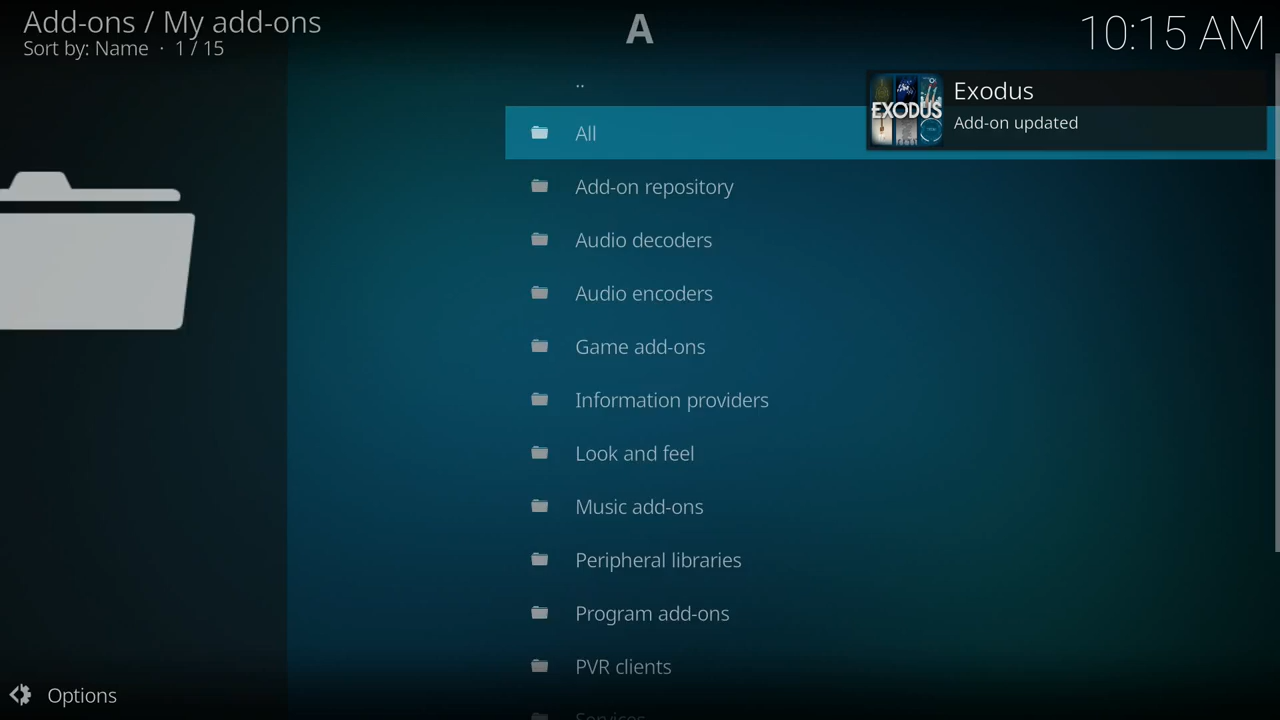 Add-ons / My add-ons
Sort by: Name · 1 / 15
A
10:15 AM
..
EXODUS
Exodus
Add-on updated
All
Add-on repository
Audio decoders
Audio encoders
Game add-ons
Information providers
Look and feel
Music add-ons
Peripheral libraries
Program add-ons
PVR clients
Services
Options